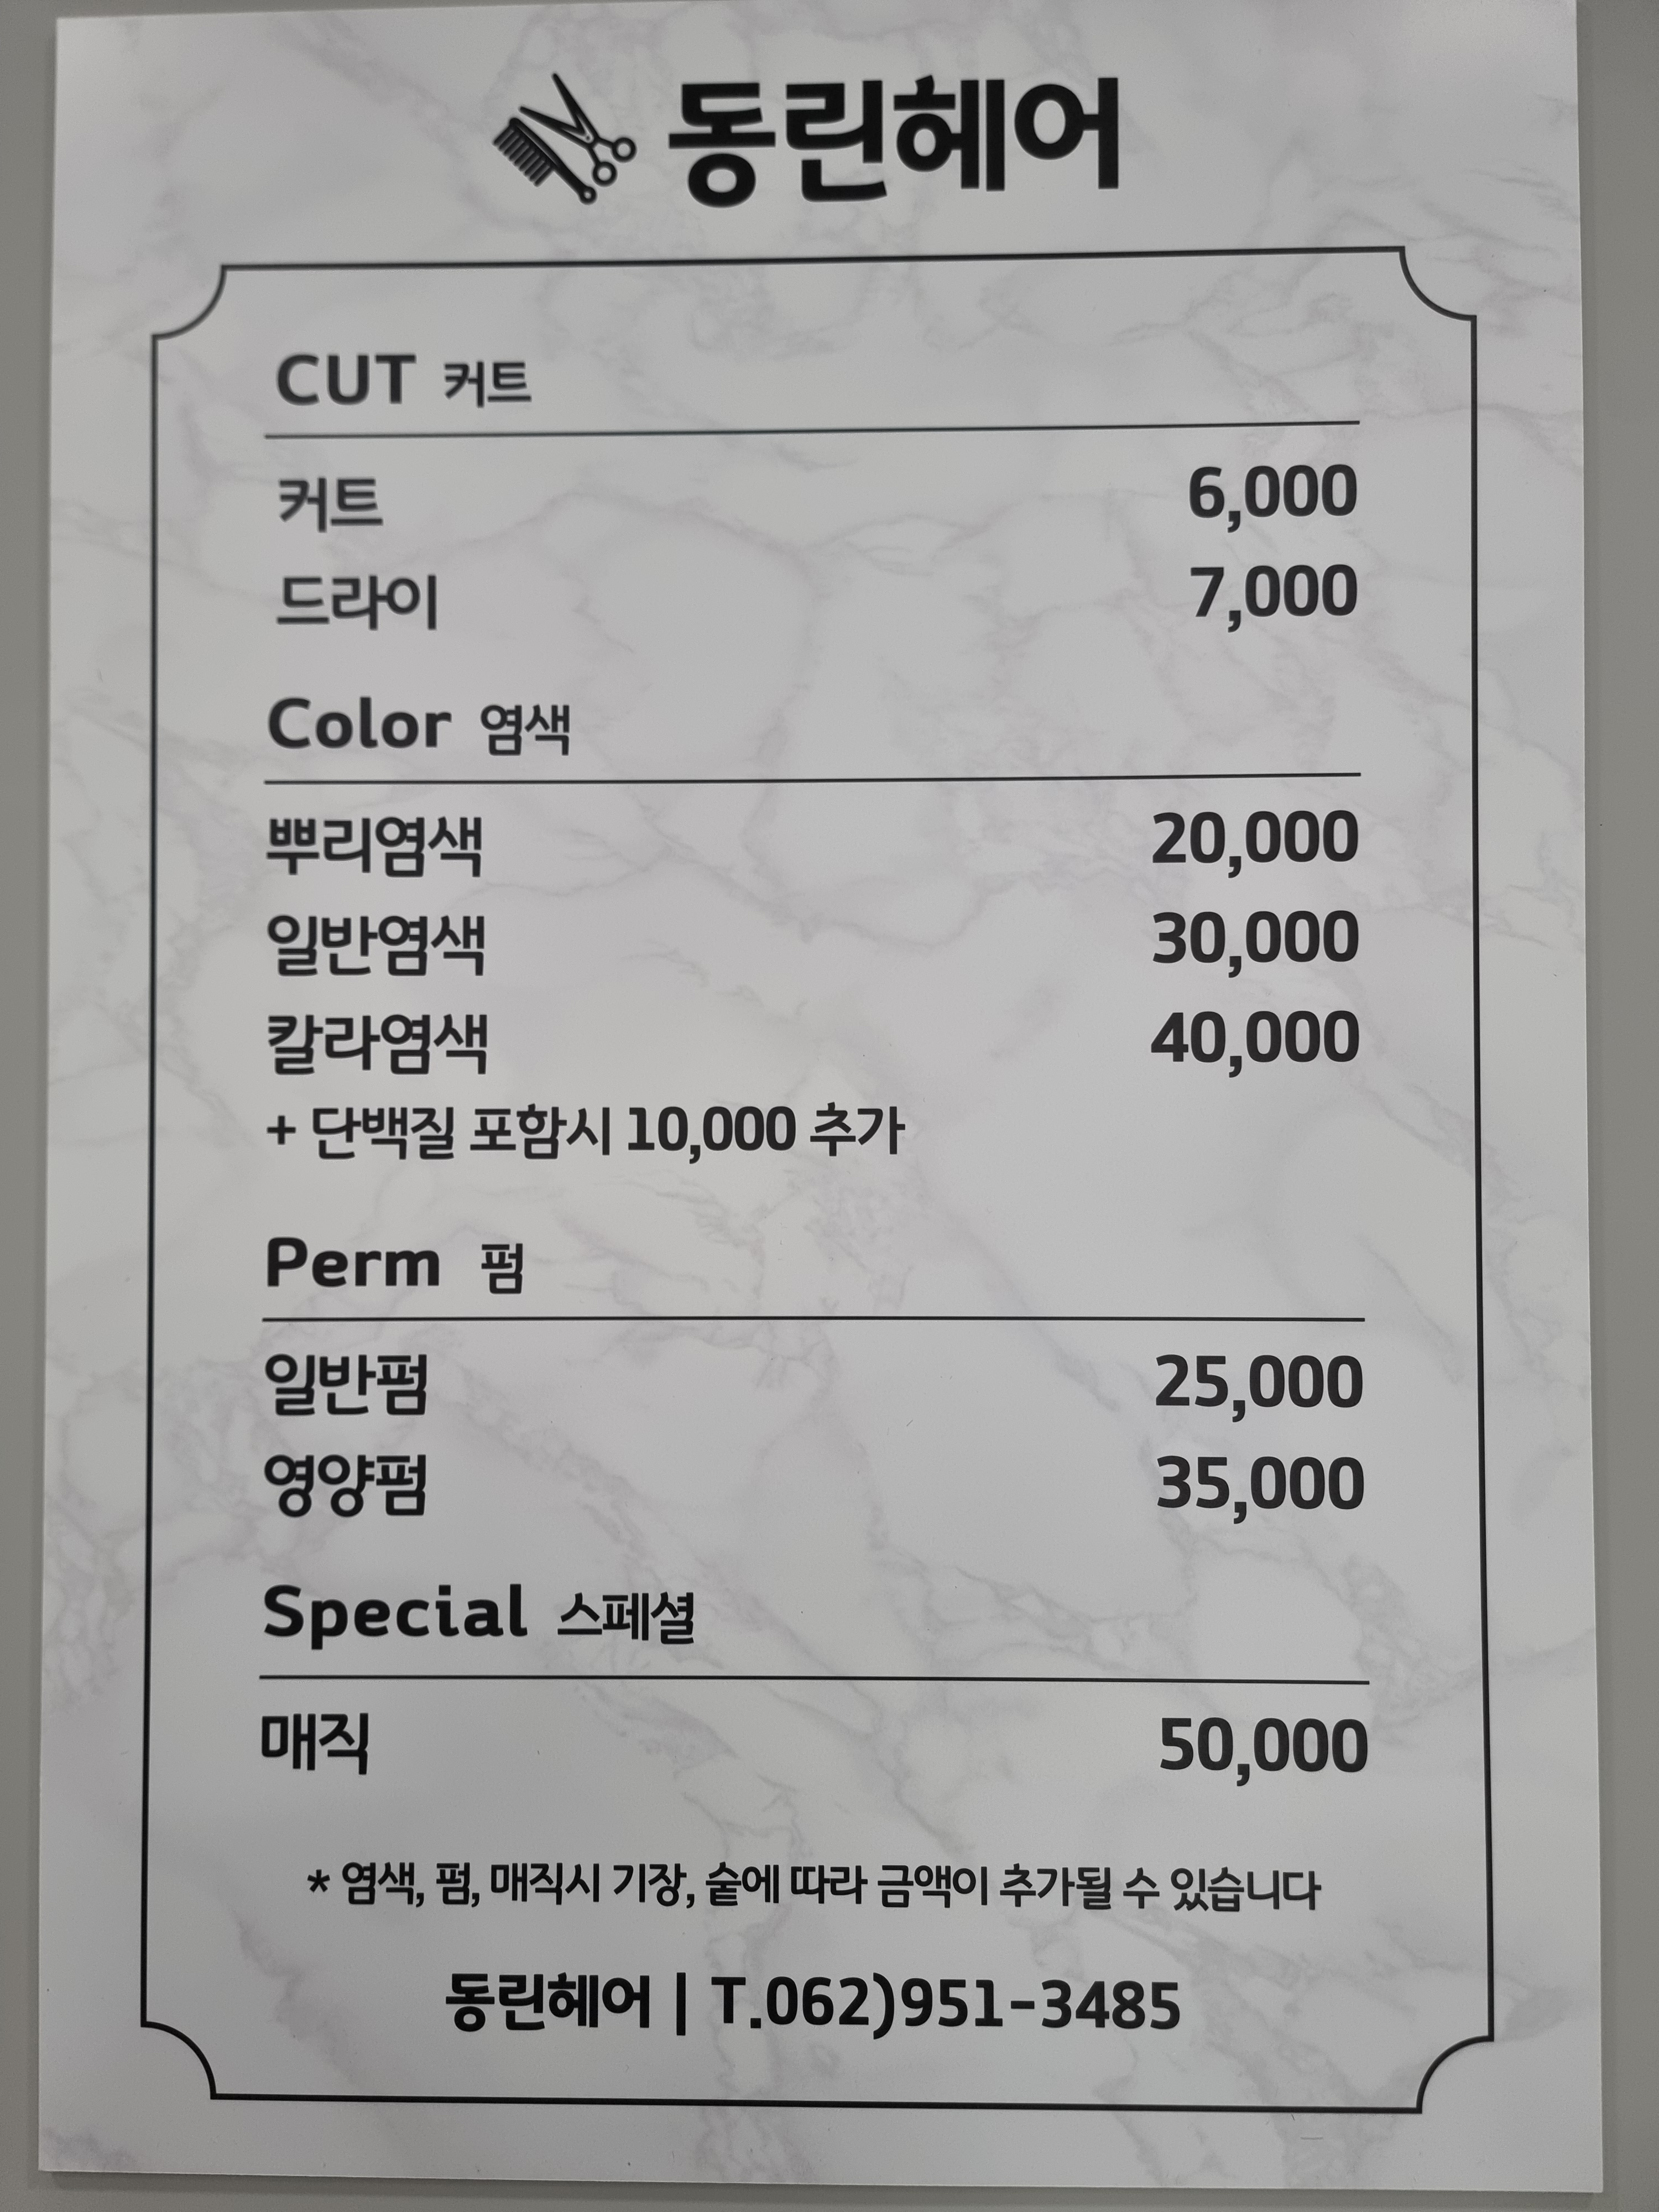 동린헤어
CUT 커트
커트 6,000
드라이 7,000
Color 염색
뿌리염색 20,000
일반염색 30,000
칼라염색 40,000
+ 단백질 포함시 10,000 추가
Perm 펌
일반펌 25,000
영양펌 35,000
Special 스페셜
매직 50,000
* 염색, 펌, 매직시 기장, 숱에 따라 금액이 추가될 수 있습니다
동린헤어 | T.062)951-3485